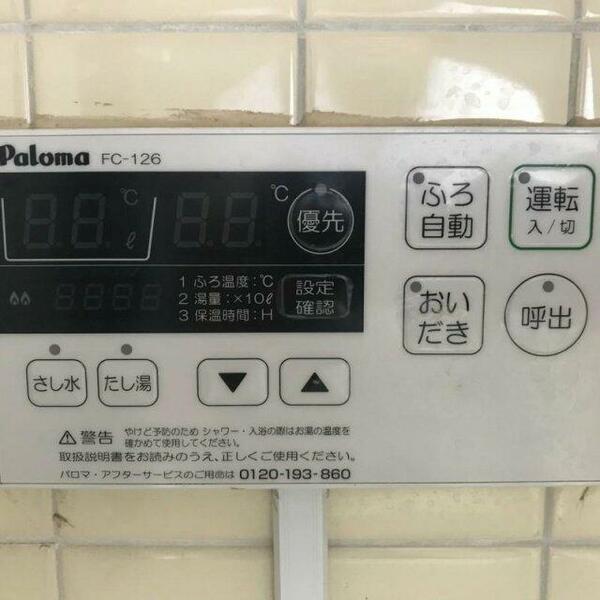 Paloma FC-126
℃
ℓ
℃
優先
ふろ
自動
運転
入/切
1 ふろ温度:℃
2 湯量:×10ℓ
3 保温時間:H
設定
確認
おい
だき
呼出
さし水
たし湯
▼
▲
⚠警告 やけど予防のため シャワー・入浴の際はお湯の温度を
確かめて使用してください。
取扱説明書をお読みのうえ、正しくご使用ください。
パロマ・アフターサービスのご用命は 0120-193-860